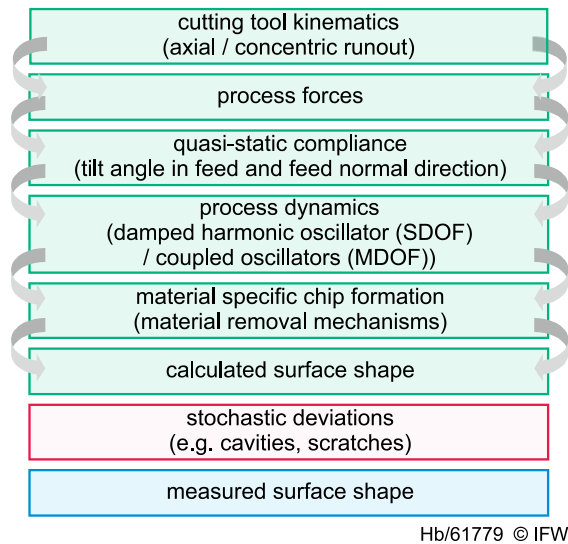 cutting tool kinematics
(axial / concentric runout)
process forces
quasi-static compliance
(tilt angle in feed and feed normal direction)
process dynamics
(damped harmonic oscillator (SDOF)
/ coupled oscillators (MDOF))
material specific chip formation
(material removal mechanisms)
calculated surface shape
stochastic deviations
(e.g. cavities, scratches)
measured surface shape
Hb/61779 © IFW